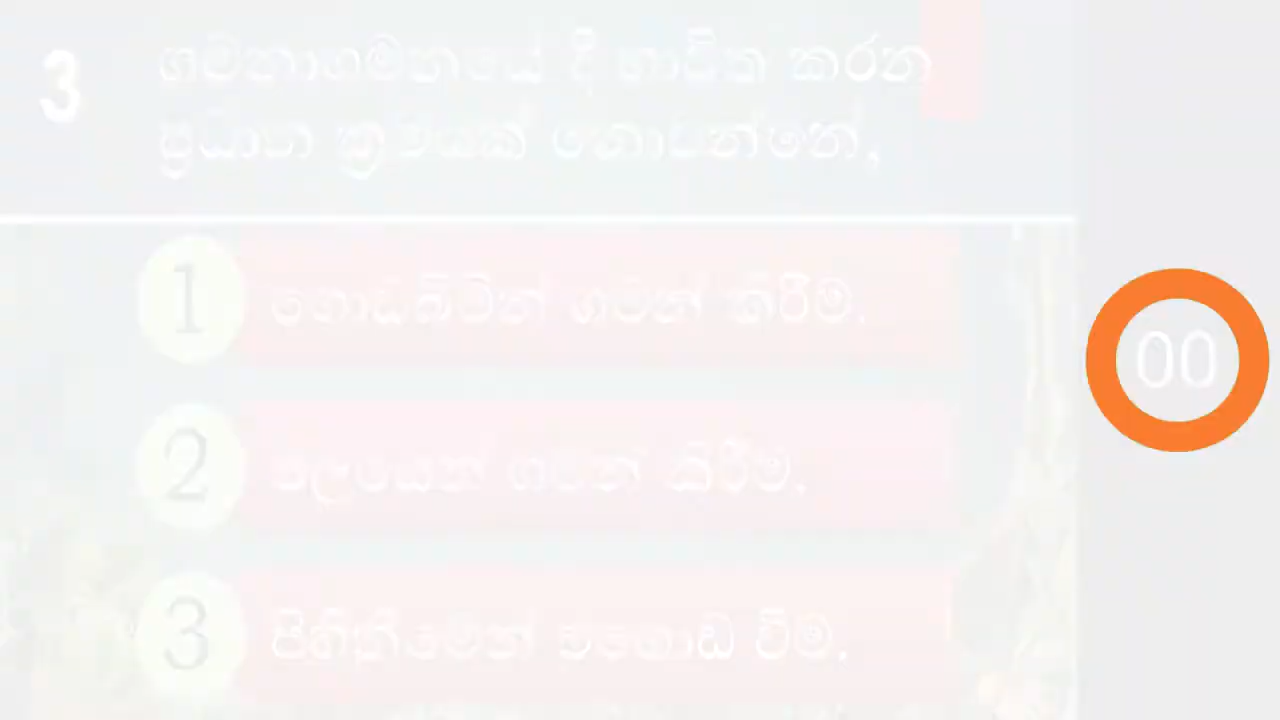 3
ගමනාගමනයේ දී භාවිත කරන
ප්‍රධාන ක්‍රමයක් නොවන්නේ,
1
ගොඩබිමින් ගමන් කිරීම.
2
ජලයෙන් ගමන් කිරීම.
3
පිහිනීමෙන් එගොඩ වීම.
00